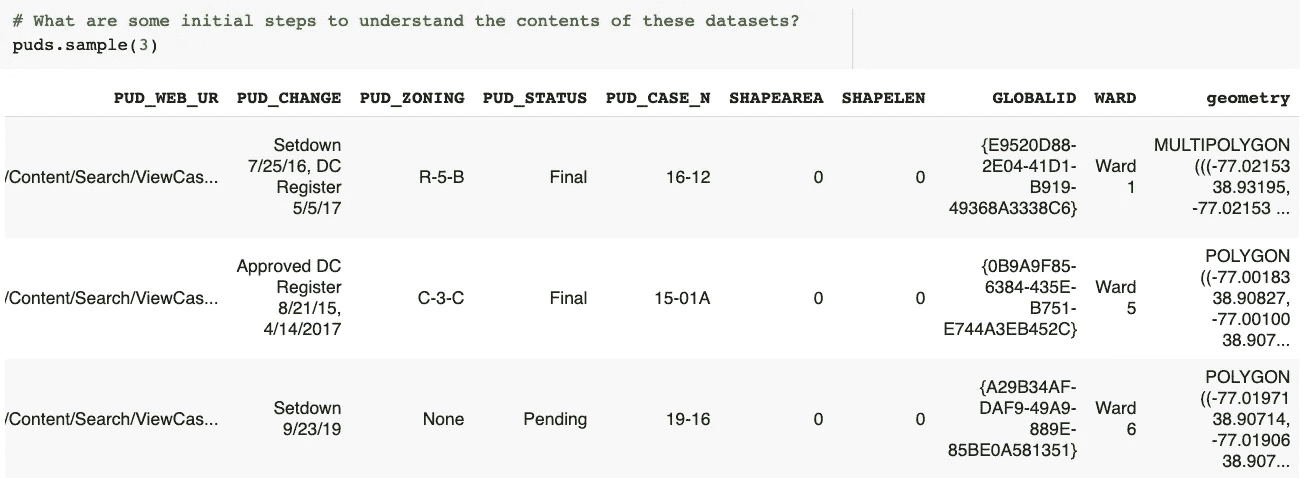 # What are some initial steps to understand the contents of these datasets?
puds.sample(3)
PUD_WEB_UR PUD_CHANGE PUD_ZONING PUD_STATUS PUD_CASE_N SHAPEAREA SHAPELEN GLOBALID WARD geometry
/Content/Search/ViewCas...
Setdown
7/25/16, DC
Register
5/5/17
R-5-B
Final
16-12
0
0
{E9520D88-
2E04-41D1-
B919-
49368A3338C6}
Ward
1
MULTIPOLYGON
(((-77.02153
38.93195,
-77.02153 ...
/Content/Search/ViewCas...
Approved DC
Register
8/21/15,
4/14/2017
C-3-C
Final
15-01A
0
0
{0B9A9F85-
6384-435E-
B751-
E744A3EB452C}
Ward
5
POLYGON
((-77.00183
38.90827,
-77.00100
38.907...
/Content/Search/ViewCas...
Setdown
9/23/19
None
Pending
19-16
0
0
{A29B34AF-
DAF9-49A9-
889E-
85BE0A581351}
Ward
6
POLYGON
((-77.01971
38.90714,
-77.01906
38.907...